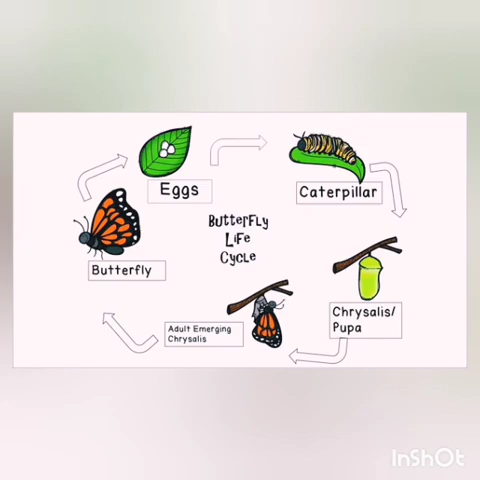 Eggs
Caterpillar
Butterfly
Life
Cycle
Butterfly
Chrysalis/
Pupa
Adult Emerging
Chrysalis
InShOt